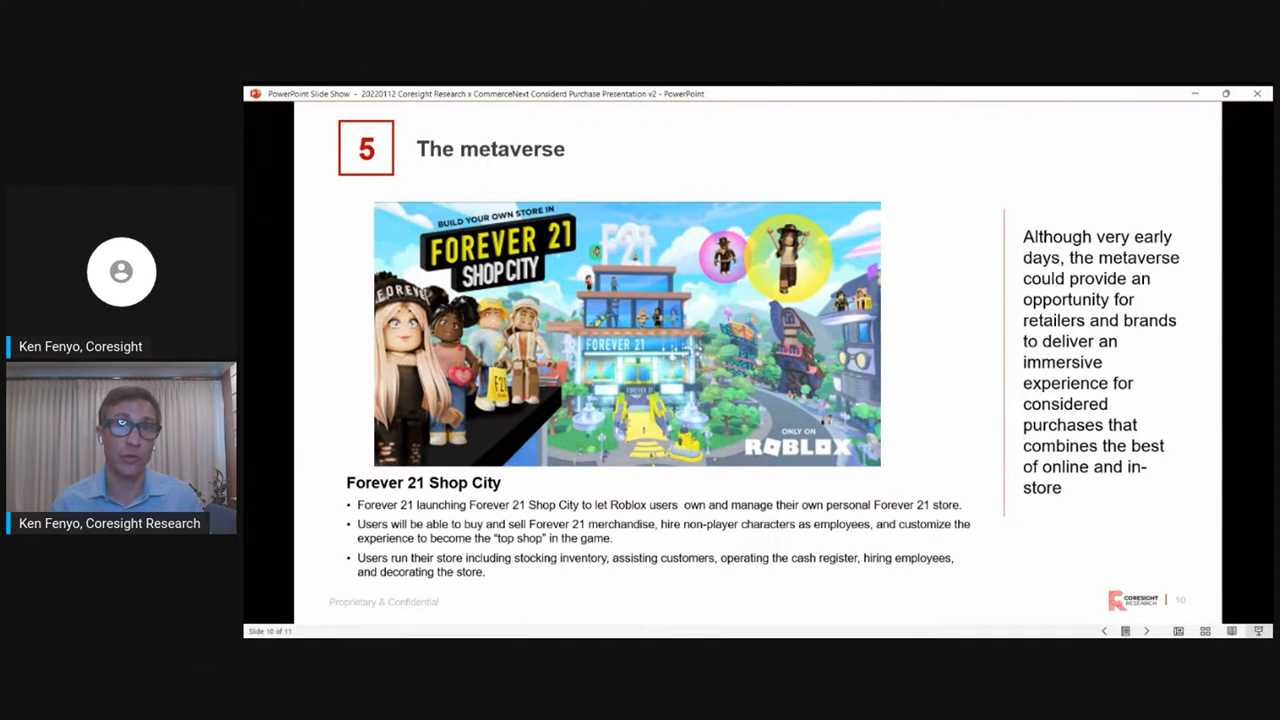 PowerPoint Slide Show - 20220112 Coresight Research x CommerceNext Considerd Purchase Presentation v2 - PowerPoint
5
The metaverse
BUILD YOUR OWN STORE IN
FOREVER 21
SHOP CITY
F21
FOREVER
F21
FOREVER 21
FOREVER 21
ONLY ON
ROBLOX
Although very early
days, the metaverse
could provide an
opportunity for
retailers and brands
to deliver an
immersive
experience for
considered
purchases that
combines the best
of online and in-
store
Forever 21 Shop City
• Forever 21 launching Forever 21 Shop City to let Roblox users own and manage their own personal Forever 21 store.
• Users will be able to buy and sell Forever 21 merchandise, hire non-player characters as employees, and customize the
experience to become the “top shop” in the game.
• Users run their store including stocking inventory, assisting customers, operating the cash register, hiring employees,
and decorating the store.
Proprietary & Confidential
CORESIGHT
RESEARCH
10
Slide 10 of 11
Ken Fenyo, Coresight
Ken Fenyo, Coresight Research